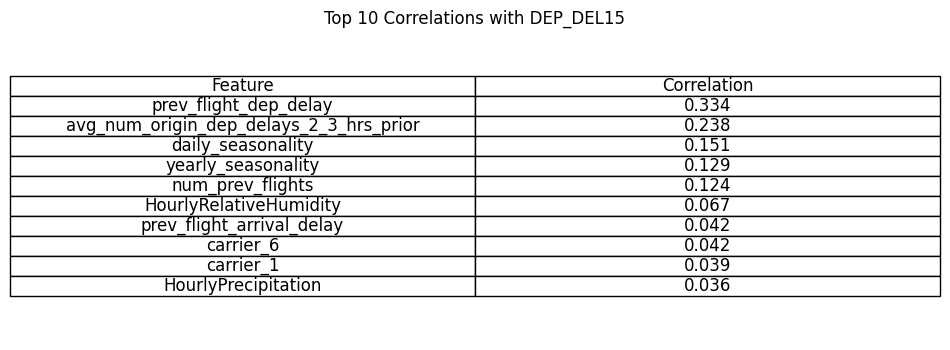 Top 10 Correlations with DEP_DEL15
Feature Correlation
prev_flight_dep_delay 0.334
avg_num_origin_dep_delays_2_3_hrs_prior 0.238
daily_seasonality 0.151
yearly_seasonality 0.129
num_prev_flights 0.124
HourlyRelativeHumidity 0.067
prev_flight_arrival_delay 0.042
carrier_6 0.042
carrier_1 0.039
HourlyPrecipitation 0.036